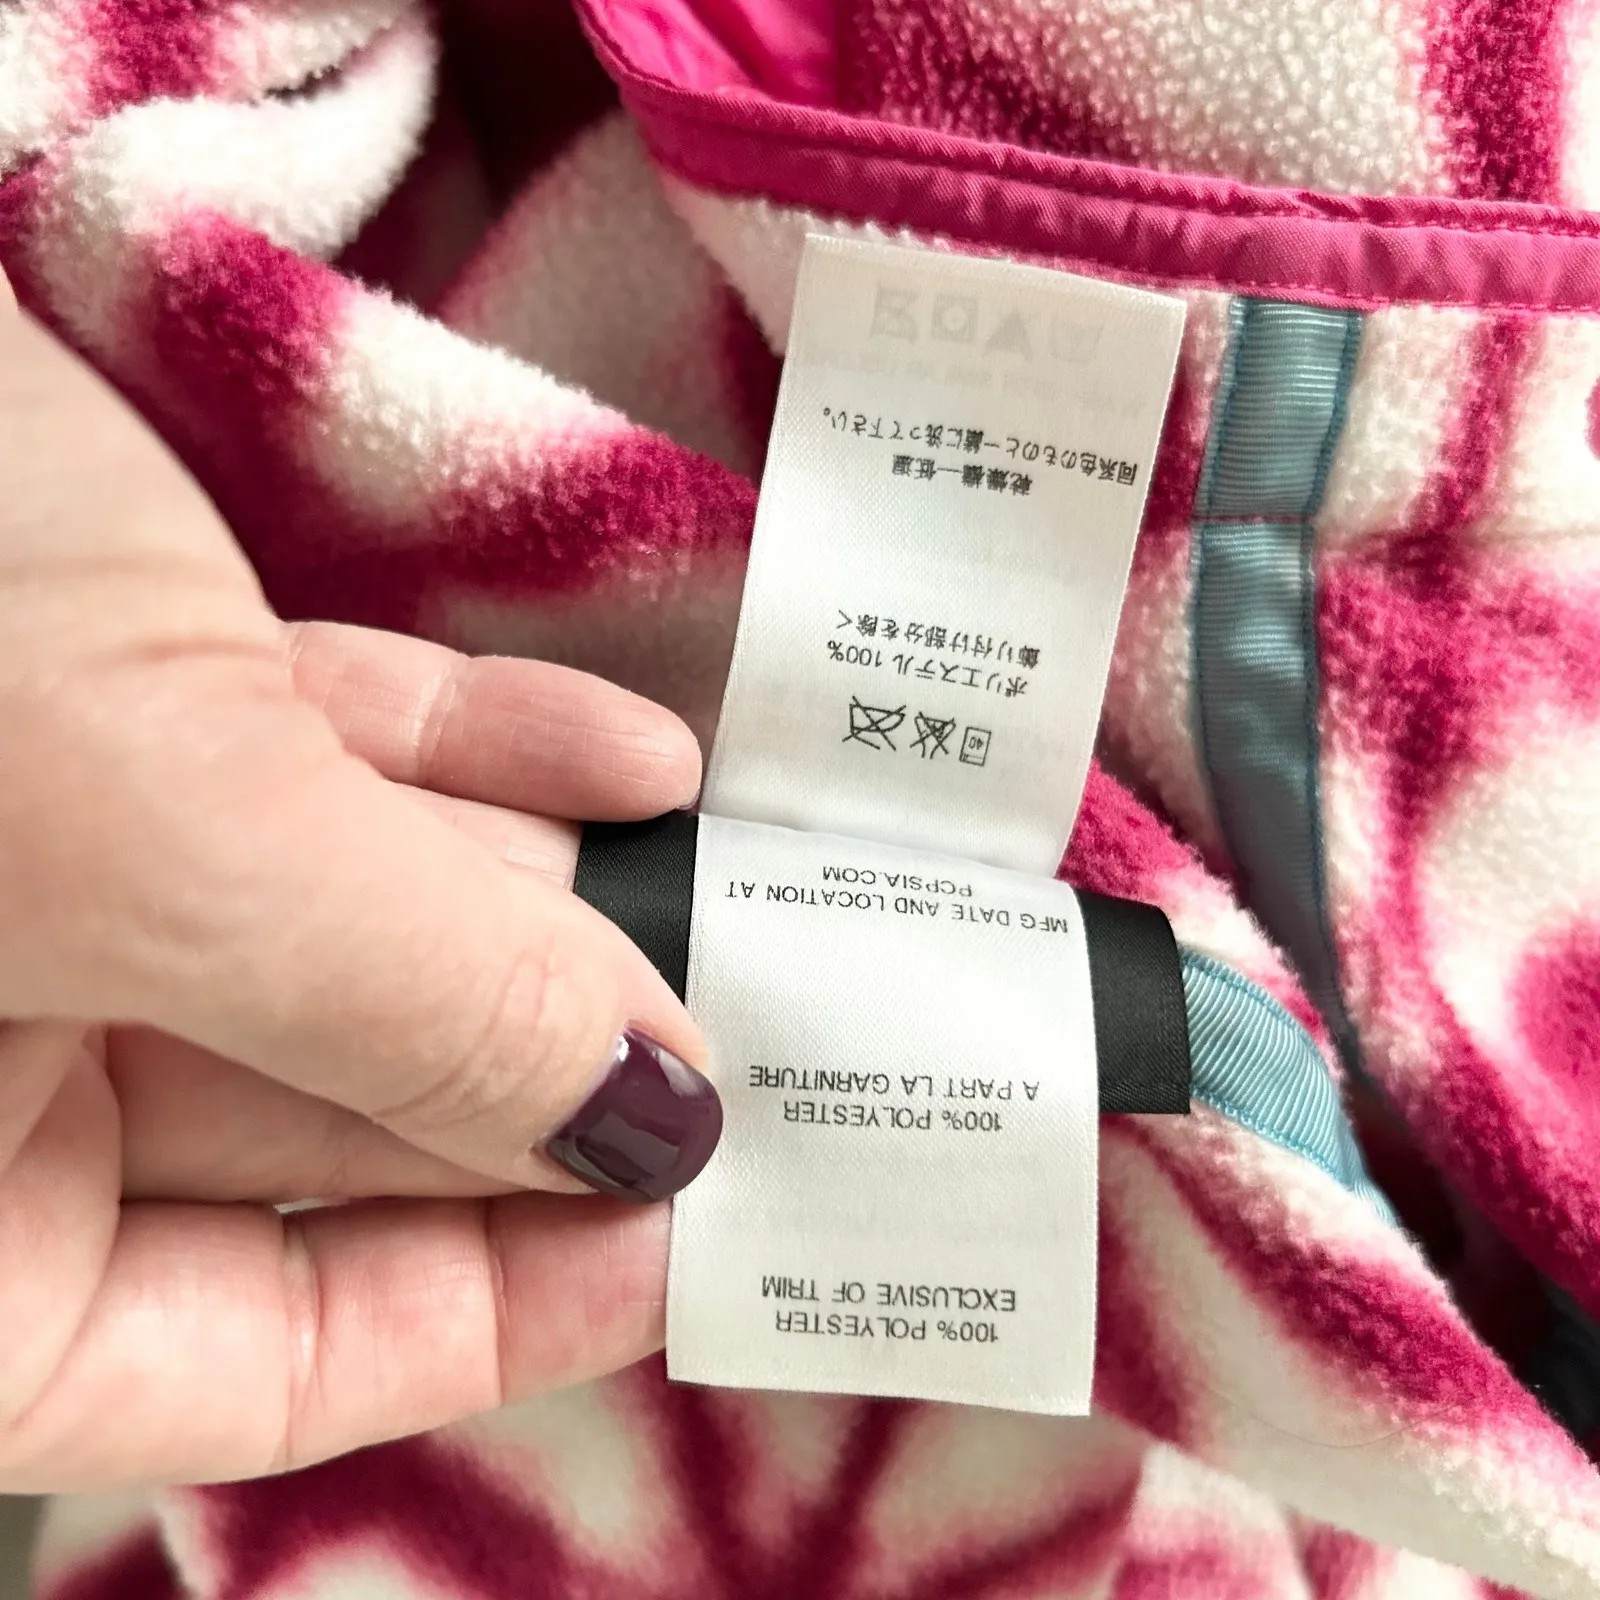 100% POLYESTER
EXCLUSIVE OF TRIM
100% POLYESTER
A PART LA GARNITURE
MFG DATE AND LOCATION AT
PCPSIA.COM
40
ポリエステル 100%
飾り付け部分を除く
乾燥機―低温
同系色のものと一緒に洗って下さい。